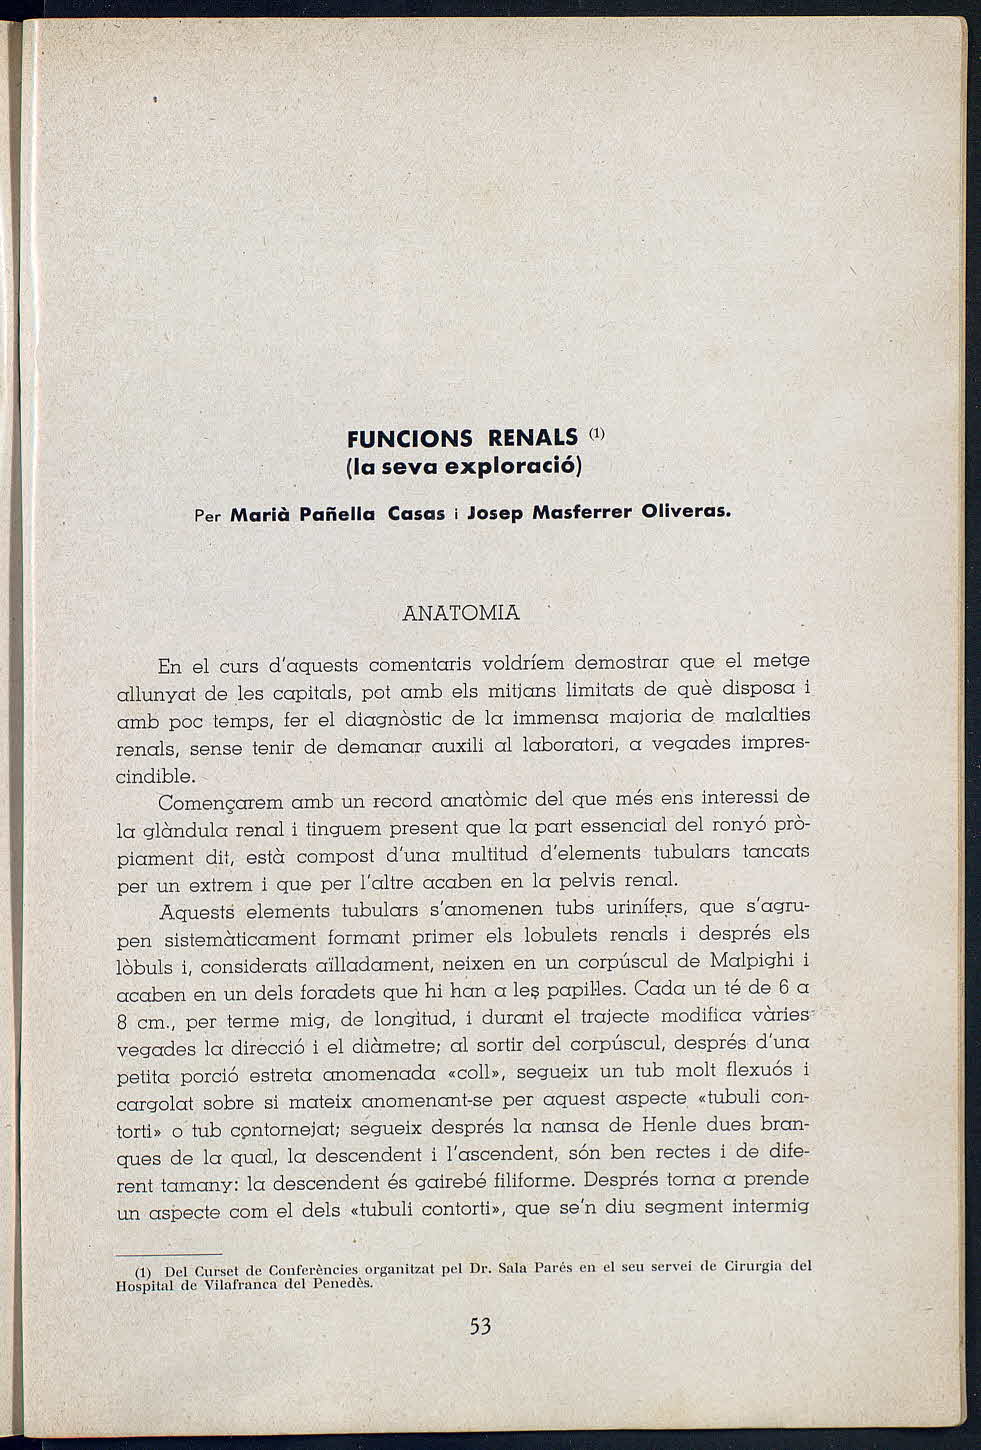 FUNCIONS RENALS (1)
(la seva exploració)
Per Marià Pañella Casas i Josep Masferrer Oliveras.
ANATOMIA
En el curs d'aquests comentaris voldríem demostrar que el metge
allunyat de les capitals, pot amb els mitjans limitats de què disposa i
amb poc temps, fer el diagnòstic de la immensa majoria de malalties
renals, sense tenir de demanar auxili al laboratori, a vegades impres-
cindible.
Començarem amb un record anatòmic del que més ens interessi de
la glàndula renal i tinguem present que la part essencial del ronyó prò-
piament dit, està compost d'una multitud d'elements tubulars tancats
per un extrem i que per l'altre acaben en la pelvis renal.
Aquests elements tubulars s'anomenen tubs urinífers, que s'agru-
pen sistemàticament formant primer els lobulets renals i després els
lòbuls i, considerats aïlladament, neixen en un corpúscul de Malpighi i
acaben en un dels foradets que hi han a les papil·les. Cada un té de 6 a
8 cm., per terme mig, de longitud, i durant el trajecte modifica vàries
vegades la direcció i el diàmetre; al sortir del corpúscul, després d'una
petita porció estreta anomenada «coll», segueix un tub molt flexuós i
cargolat sobre si mateix anomenant-se per aquest aspecte «tubuli con-
torti» o tub contornejat; segueix després la nansa de Henle dues bran-
ques de la qual, la descendent i l'ascendent, són ben rectes i de dife-
rent tamany: la descendent és gairebé filiforme. Després torna a prende
un aspecte com el dels «tubuli contorti», que se'n diu segment intermig
(1) Del Curset de Conferències organitzat pel Dr. Sala Parés en el seu servei de Cirurgia del
Hospital de Vilafranca del Penedès.
53